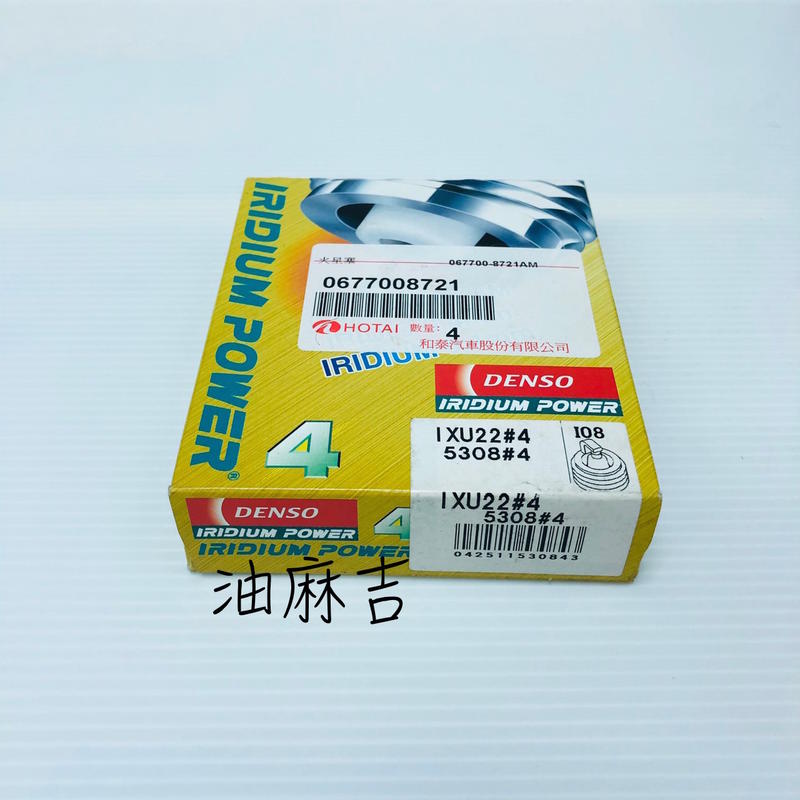 IRIDIUM POWER®
火星塞 067700-8721AM
0677008721
HOTAI 數量: 4
和泰汽車股份有限公司
IRIDIUM
DENSO
IRIDIUM POWER
4
IXU22#4
5308#4
I08
DENSO
IRIDIUM POWER
4
IRIDIUM POWER
IXU22#4
5308#4
042511530843
油麻吉